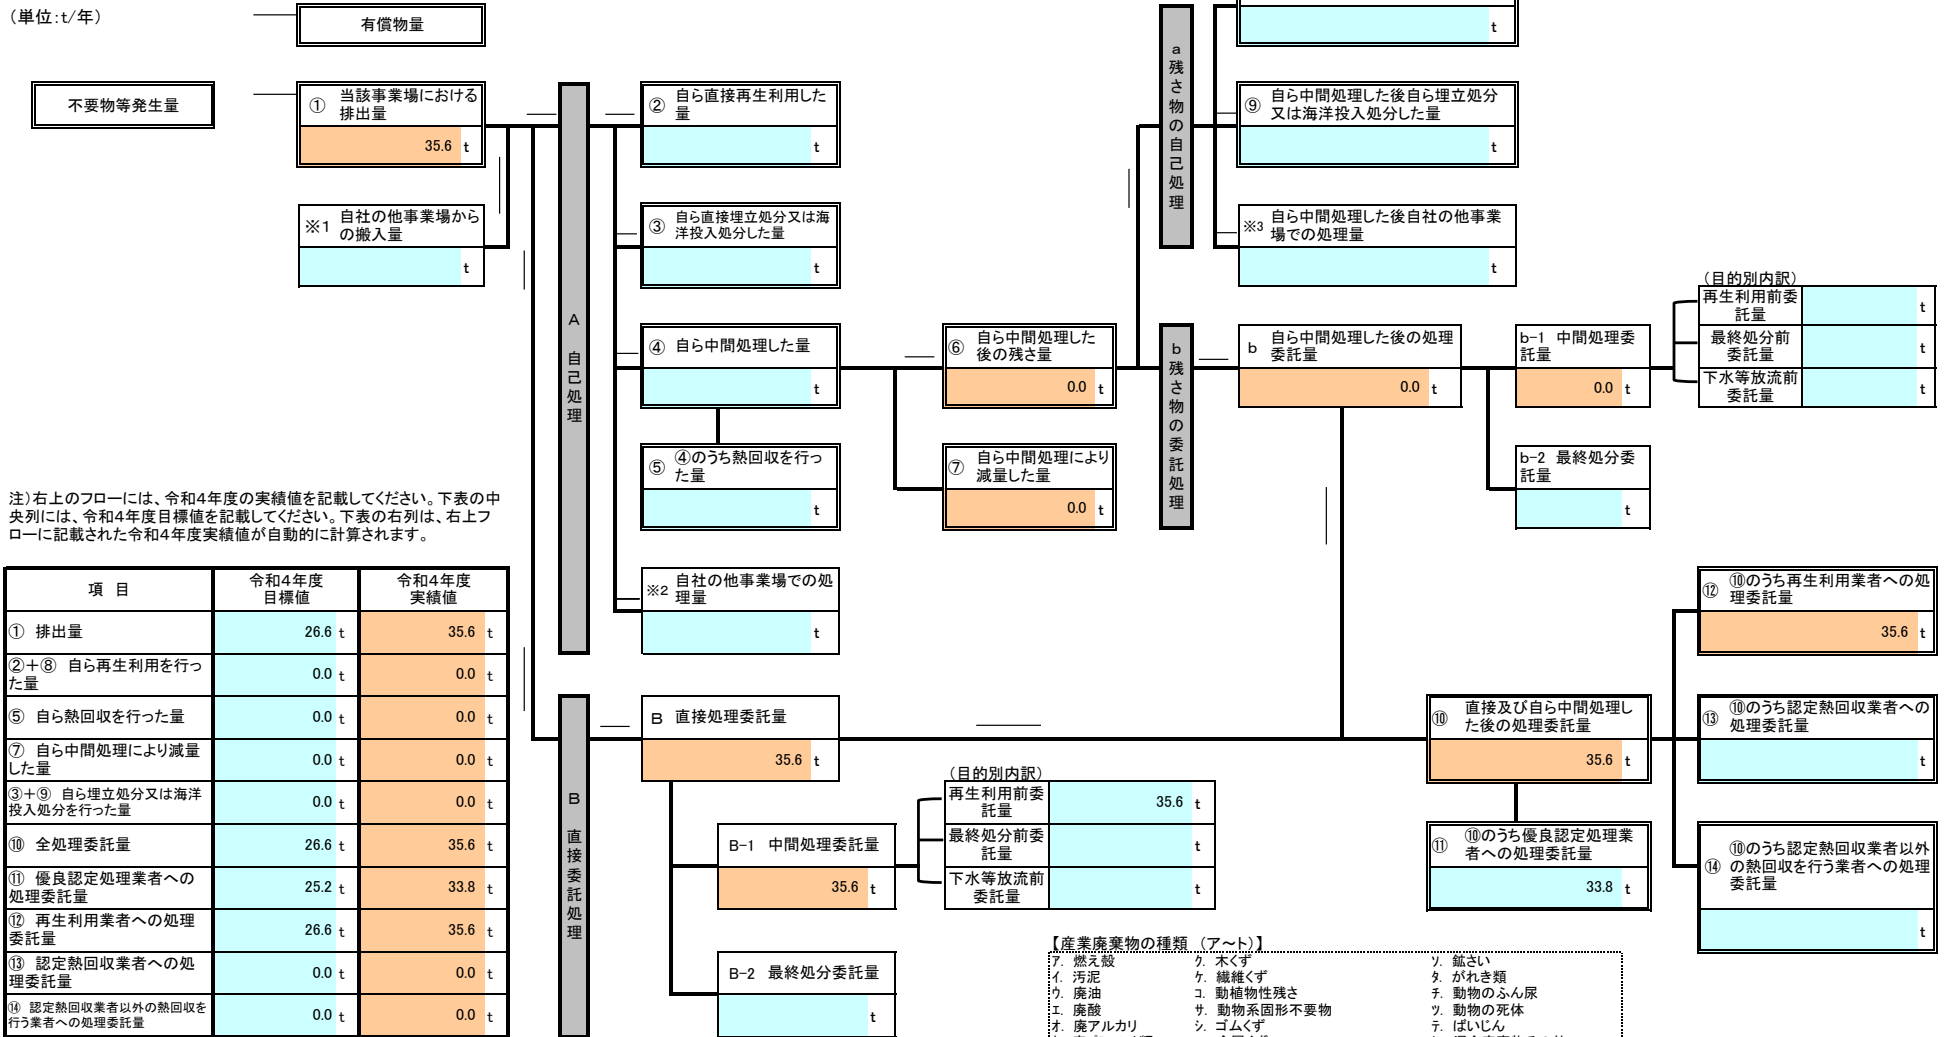 (単位:t/年)
有償物量
不要物等発生量
① 当該事業場における
排出量
35.6 t
※1 自社の他事業場から
の搬入量
t
A 自己処理
② 自ら直接再生利用した
量
t
③ 自ら直接埋立処分又は海
洋投入処分した量
t
④ 自ら中間処理した量
t
⑤ ④のうち熱回収を行っ
た量
t
※2 自社の他事業場での処
理量
t
⑥ 自ら中間処理した
後の残さ量
0.0 t
⑦ 自ら中間処理により
減量した量
0.0 t
a 残さ物の自己処理
t
⑨ 自ら中間処理した後自ら埋立処分
又は海洋投入処分した量
t
※3 自ら中間処理した後自社の他事業
場での処理量
t
b 残さ物の委託処理
b 自ら中間処理した後の処理
委託量
0.0 t
b-1 中間処理委
託量
0.0 t
b-2 最終処分委
託量
t
(目的別内訳)
再生利用前委
託量
t
最終処分前
委託量
t
下水等放流前
委託量
t
注)右上のフローには、令和4年度の実績値を記載してください。下表の中
央列には、令和4年度目標値を記載してください。下表の右列は、右上フ
ローに記載された令和4年度実績値が自動的に計算されます。
項 目 令和4年度 目標値 令和4年度 実績値
① 排出量 26.6 t 35.6 t
②+⑧ 自ら再生利用を行っ
た量 0.0 t 0.0 t
⑤ 自ら熱回収を行った量 0.0 t 0.0 t
⑦ 自ら中間処理により減量
した量 0.0 t 0.0 t
③+⑨ 自ら埋立処分又は海洋
投入処分を行った量 0.0 t 0.0 t
⑩ 全処理委託量 26.6 t 35.6 t
⑪ 優良認定処理業者への
処理委託量 25.2 t 33.8 t
⑫ 再生利用業者への処理
委託量 26.6 t 35.6 t
⑬ 認定熱回収業者への処
理委託量 0.0 t 0.0 t
⑭ 認定熱回収業者以外の熱回収を
行う業者への処理委託量 0.0 t 0.0 t
B 直接委託処理
B 直接処理委託量
35.6 t
B-1 中間処理委託量
35.6 t
B-2 最終処分委託量
t
(目的別内訳)
再生利用前委
託量
35.6 t
最終処分前委
託量
t
下水等放流前
委託量
t
⑩ 直接及び自ら中間処理し
た後の処理委託量
35.6 t
⑪ ⑩のうち優良認定処理業
者への処理委託量
33.8 t
⑫ ⑩のうち再生利用業者への処
理委託量
35.6 t
⑬ ⑩のうち認定熱回収業者への
処理委託量
t
⑭ ⑩のうち認定熱回収業者以外
の熱回収を行う業者への処理
委託量
t
【産業廃棄物の種類 (ア~ト)】
ア. 燃え殻 ク. 木くず ソ. 鉱さい
イ. 汚泥 ケ. 繊維くず タ. がれき類
ウ. 廃油 コ. 動植物性残さ チ. 動物のふん尿
エ. 廃酸 サ. 動物系固形不要物 ツ. 動物の死体
オ. 廃アルカリ シ. ゴムくず テ. ばいじん